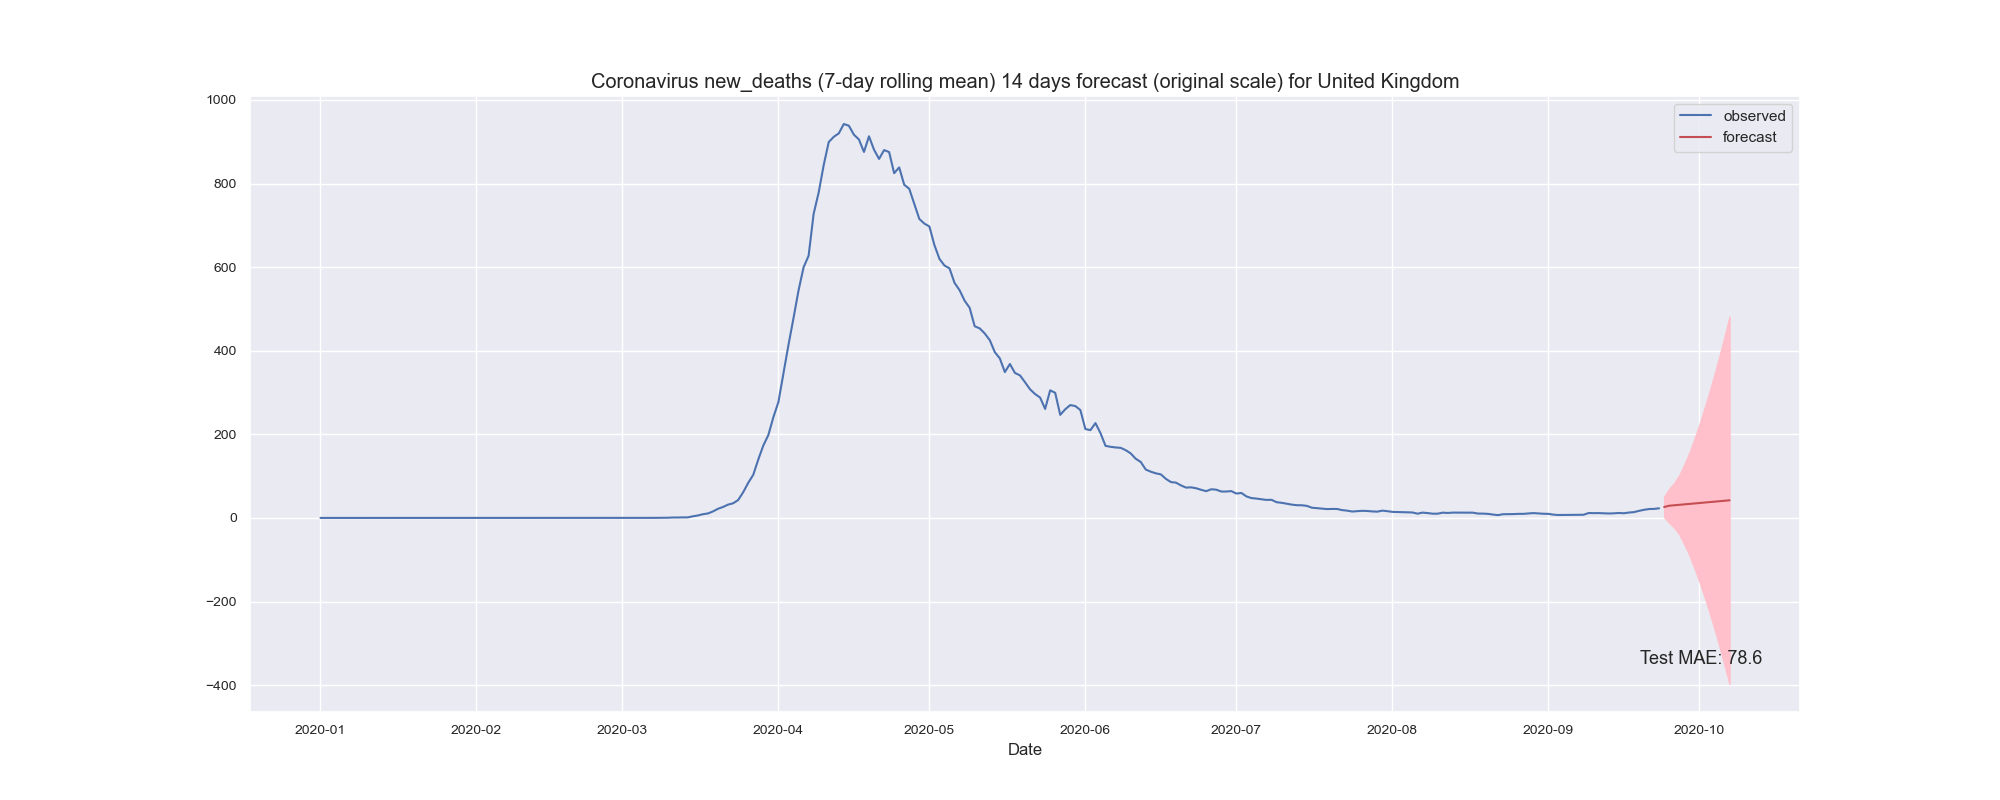 Coronavirus new_deaths (7-day rolling mean) 14 days forecast (original scale) for United Kingdom
1000
800
600
400
200
0
−200
−400
observed
forecast
Test MAE: 78.6
2020-01 2020-02 2020-03 2020-04 2020-05 2020-06 2020-07 2020-08 2020-09 2020-10
Date